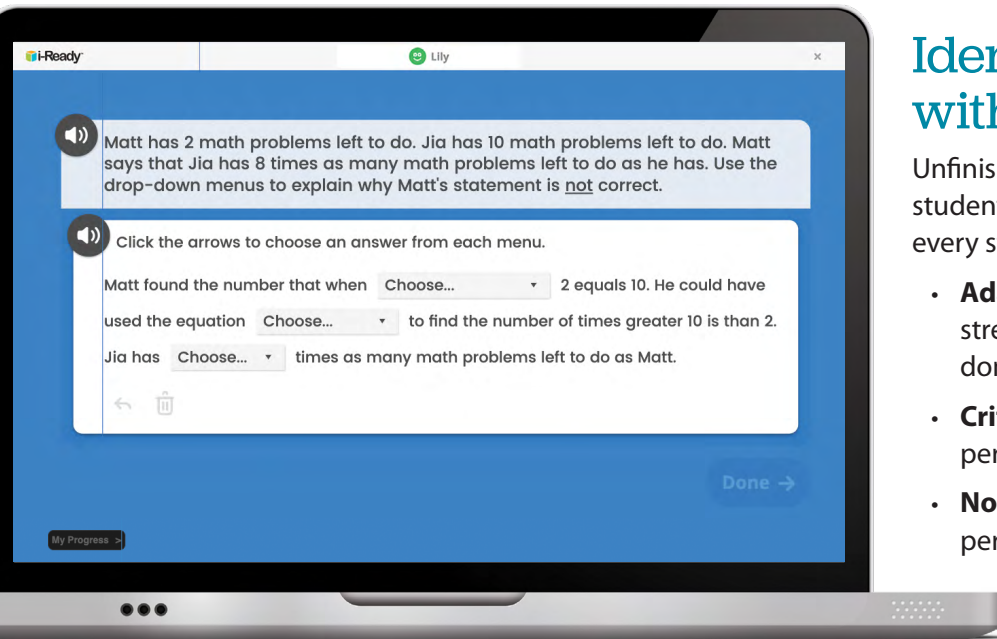 i-Ready
Lily
×
Matt has 2 math problems left to do. Jia has 10 math problems left to do. Matt
says that Jia has 8 times as many math problems left to do as he has. Use the
drop-down menus to explain why Matt's statement is not correct.
Click the arrows to choose an answer from each menu.
Matt found the number that when Choose... 2 equals 10. He could have
used the equation Choose... to find the number of times greater 10 is than 2.
Jia has Choose... times as many math problems left to do as Matt.
Done →
My Progress >
Iden
with
Unfinis
student
every s
• Ad
stre
dor
• Crit
per
• No
per